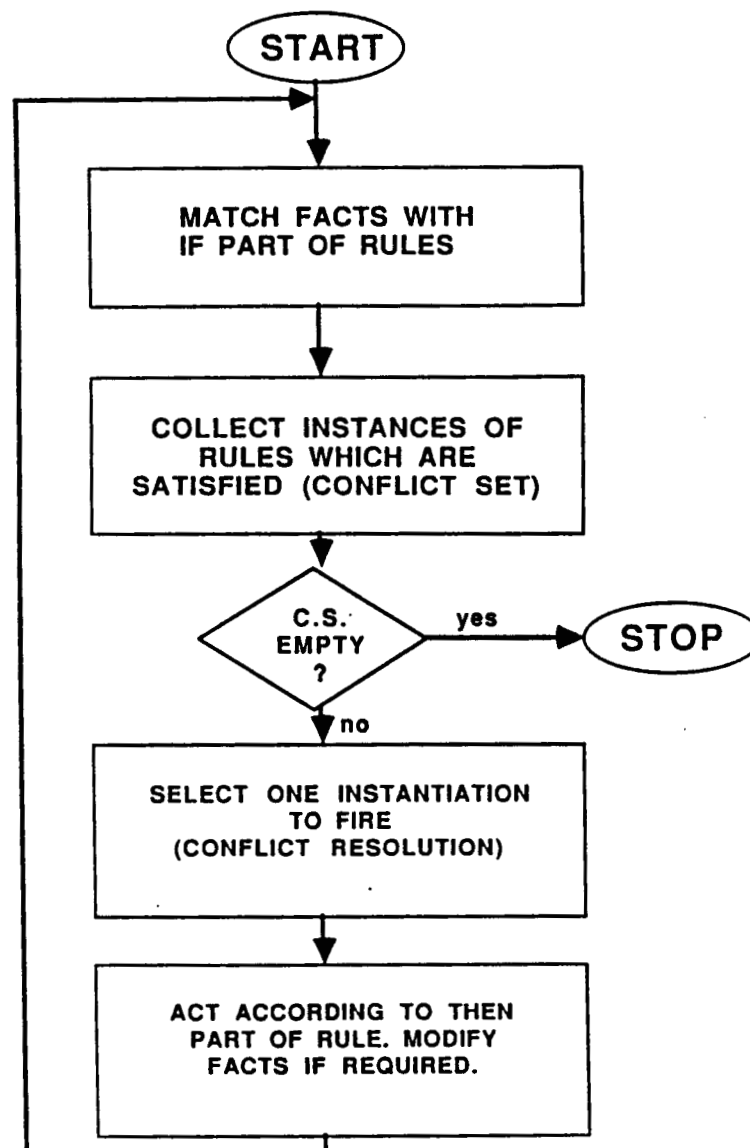 START
MATCH FACTS WITH
IF PART OF RULES
COLLECT INSTANCES OF
RULES WHICH ARE
SATISFIED (CONFLICT SET)
C.S.
EMPTY
?
yes
STOP
no
SELECT ONE INSTANTIATION
TO FIRE
(CONFLICT RESOLUTION)
ACT ACCORDING TO THEN
PART OF RULE. MODIFY
FACTS IF REQUIRED.